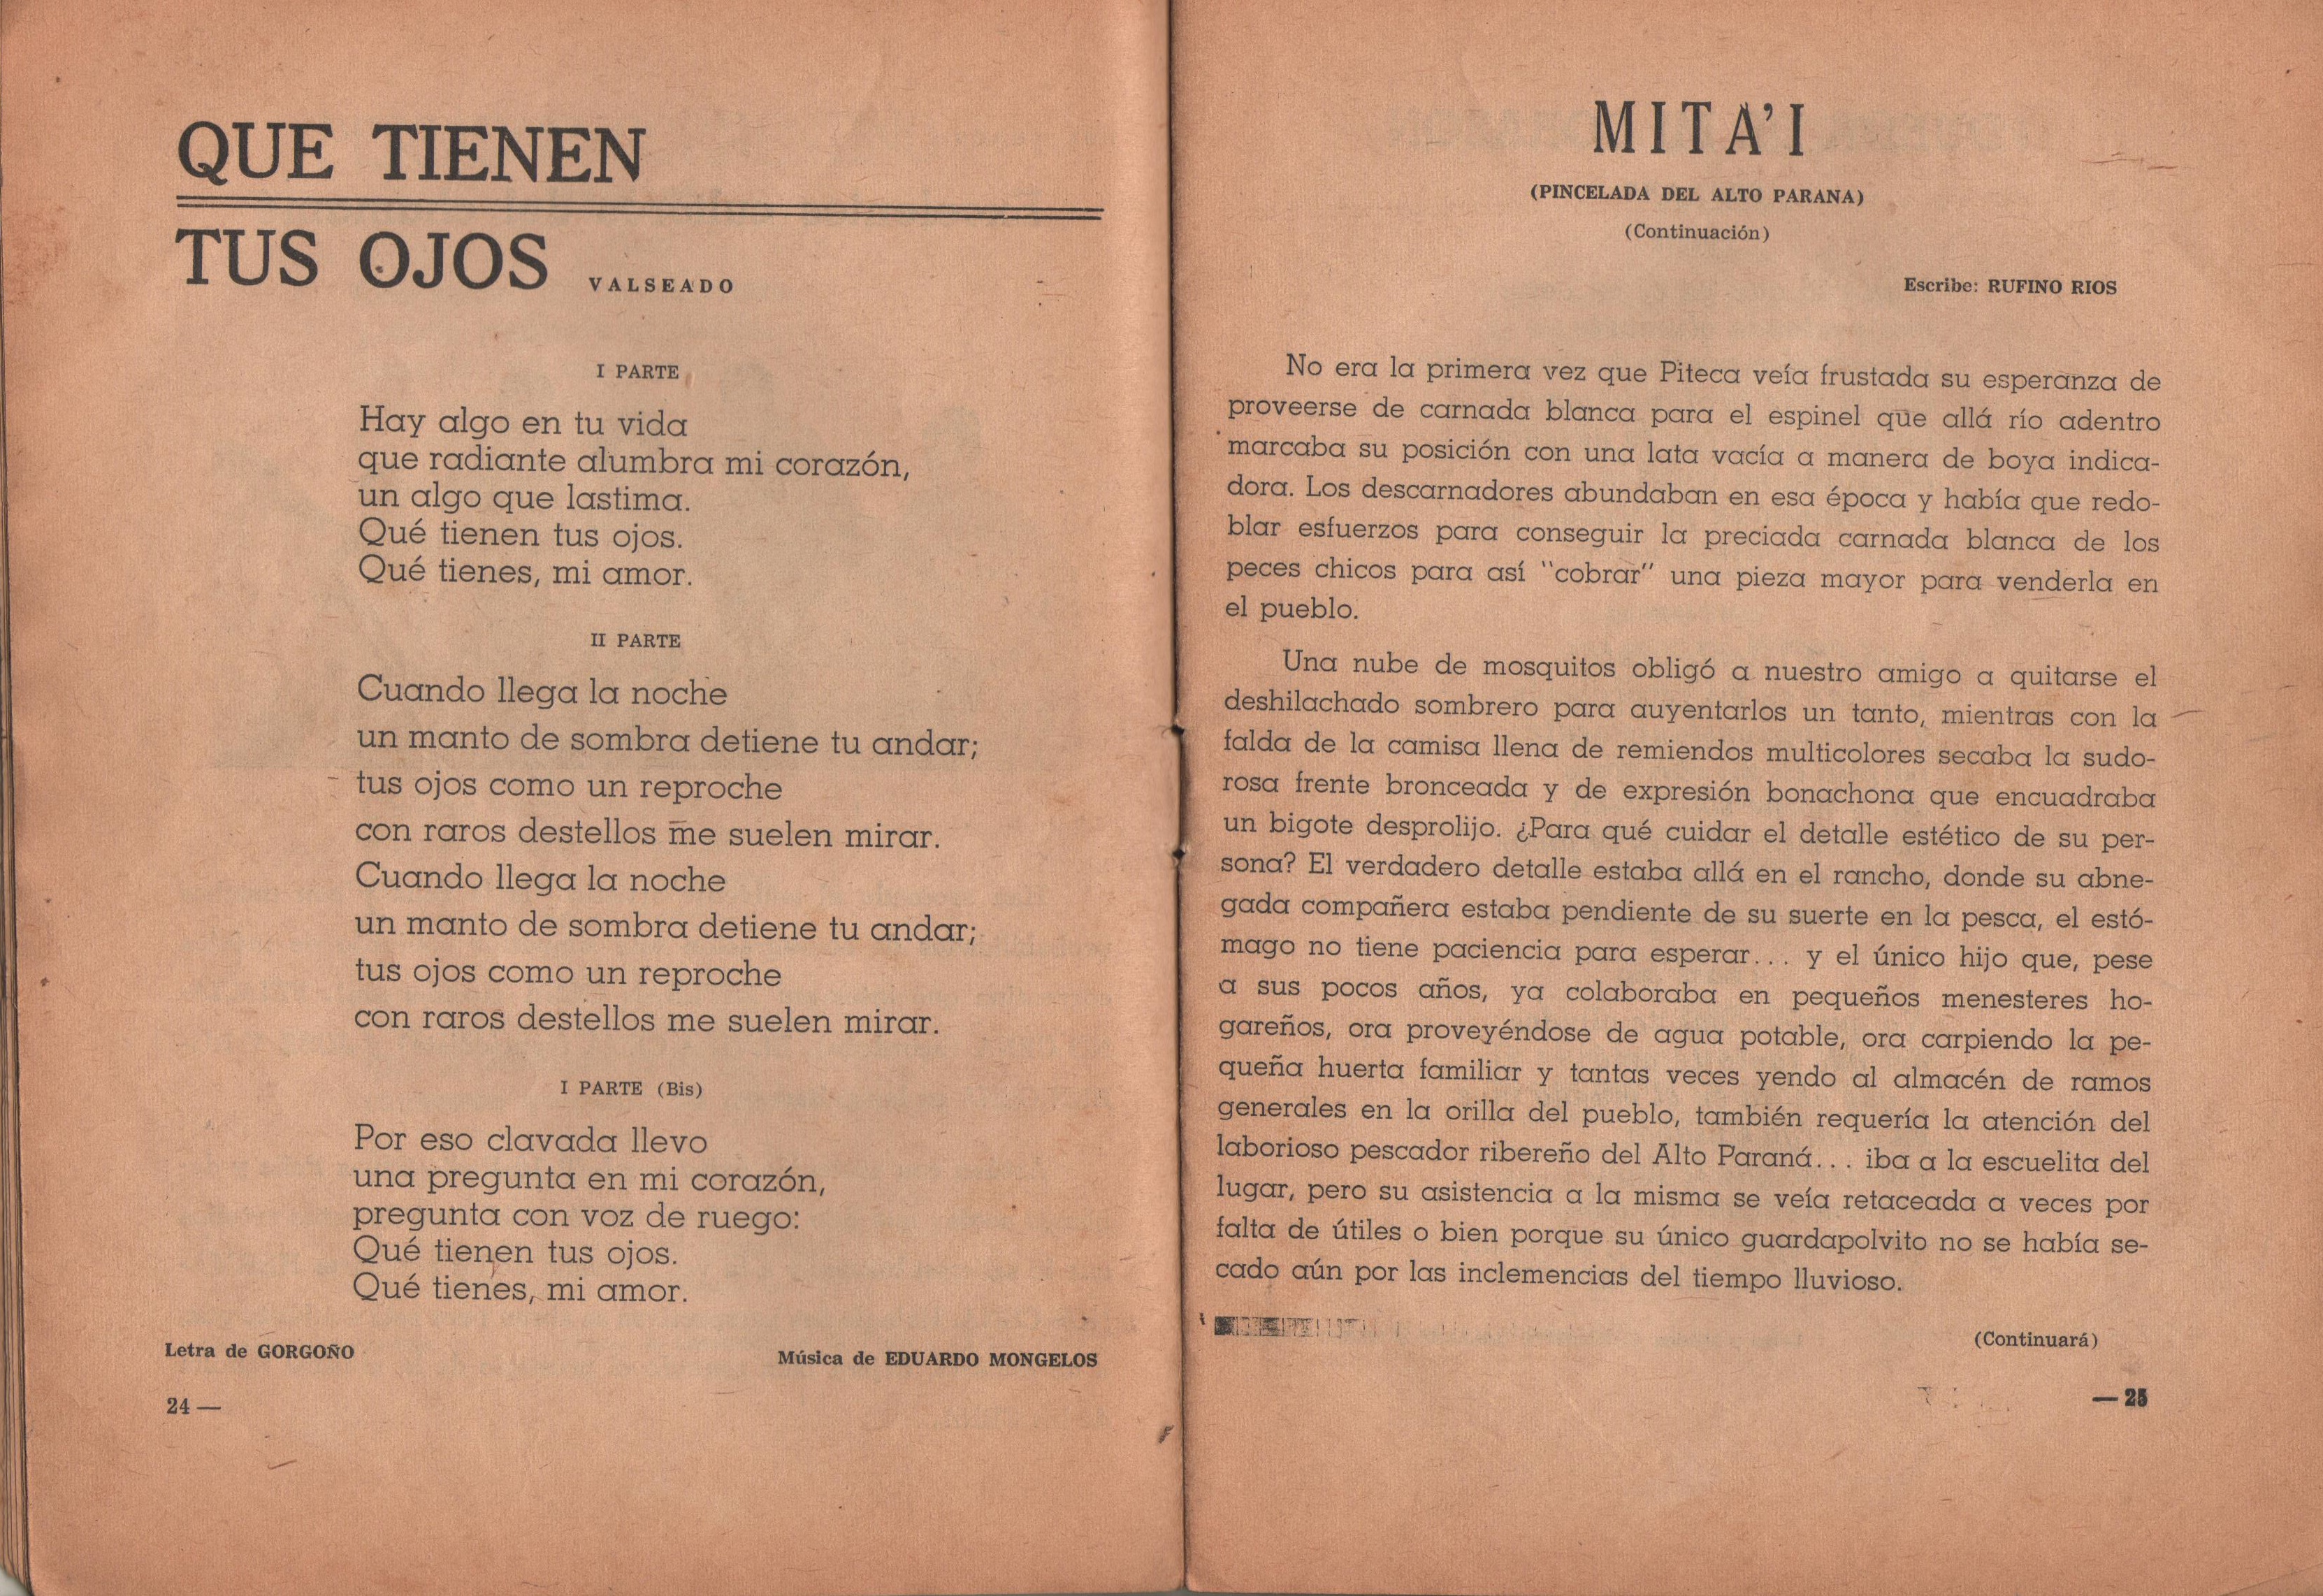 QUE TIENEN
TUS OJOS VALSEADO
I PARTE
Hay algo en tu vida
que radiante alumbra mi corazón,
un algo que lastima.
Qué tienen tus ojos.
Qué tienes, mi amor.
II PARTE
Cuando llega la noche
un manto de sombra detiene tu andar;
tus ojos como un reproche
con raros destellos me suelen mirar.
Cuando llega la noche
un manto de sombra detiene tu andar;
tus ojos como un reproche
con raros destellos me suelen mirar.
I PARTE (Bis)
Por eso clavada llevo
una pregunta en mi corazón,
pregunta con voz de ruego:
Qué tienen tus ojos.
Qué tienes, mi amor.
Letra de GORGOÑO
Música de EDUARDO MONGELOS
24 —
MITA'I
(PINCELADA DEL ALTO PARANA)
(Continuación)
Escribe: RUFINO RIOS
No era la primera vez que Piteca veía frustada su esperanza de
proveerse de carnada blanca para el espinel que allá río adentro
marcaba su posición con una lata vacía a manera de boya indica-
dora. Los descarnadores abundaban en esa época y había que redo-
blar esfuerzos para conseguir la preciada carnada blanca de los
peces chicos para así "cobrar" una pieza mayor para venderla en
el pueblo.
Una nube de mosquitos obligó a nuestro amigo a quitarse el
deshilachado sombrero para auyentarlos un tanto, mientras con la
falda de la camisa llena de remiendos multicolores secaba la sudo-
rosa frente bronceada y de expresión bonachona que encuadraba
un bigote desprolijo. ¿Para qué cuidar el detalle estético de su per-
sona? El verdadero detalle estaba allá en el rancho, donde su abne-
gada compañera estaba pendiente de su suerte en la pesca, el estó-
mago no tiene paciencia para esperar... y el único hijo que, pese
a sus pocos años, ya colaboraba en pequeños menesteres ho-
gareños, ora proveyéndose de agua potable, ora carpiendo la pe-
queña huerta familiar y tantas veces yendo al almacén de ramos
generales en la orilla del pueblo, también requería la atención del
laborioso pescador ribereño del Alto Paraná... iba a la escuelita del
lugar, pero su asistencia a la misma se veía retaceada a veces por
falta de útiles o bien porque su único guardapolvito no se había se-
cado aún por las inclemencias del tiempo lluvioso.
(Continuará)
— 25